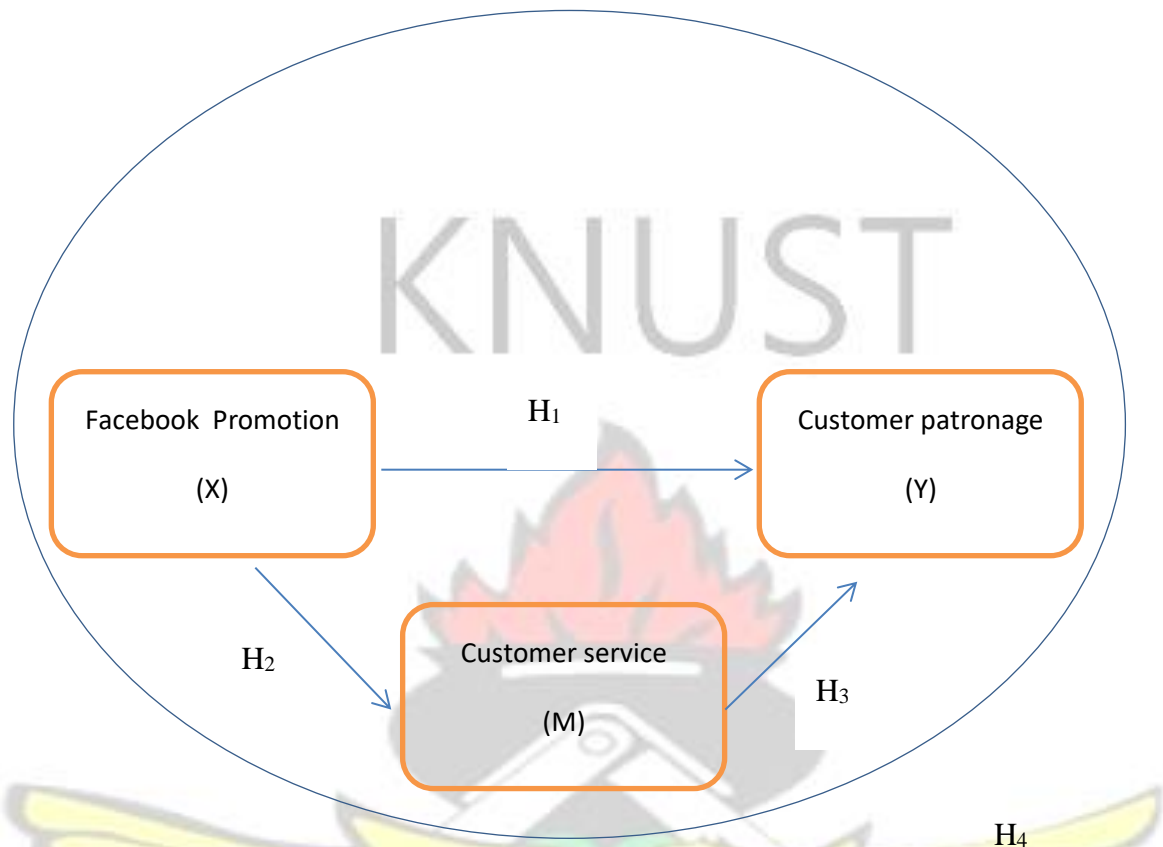 KNUST
Facebook Promotion
(X)
H₁
Customer patronage
(Y)
H₂
Customer service
(M)
H₃
H₄